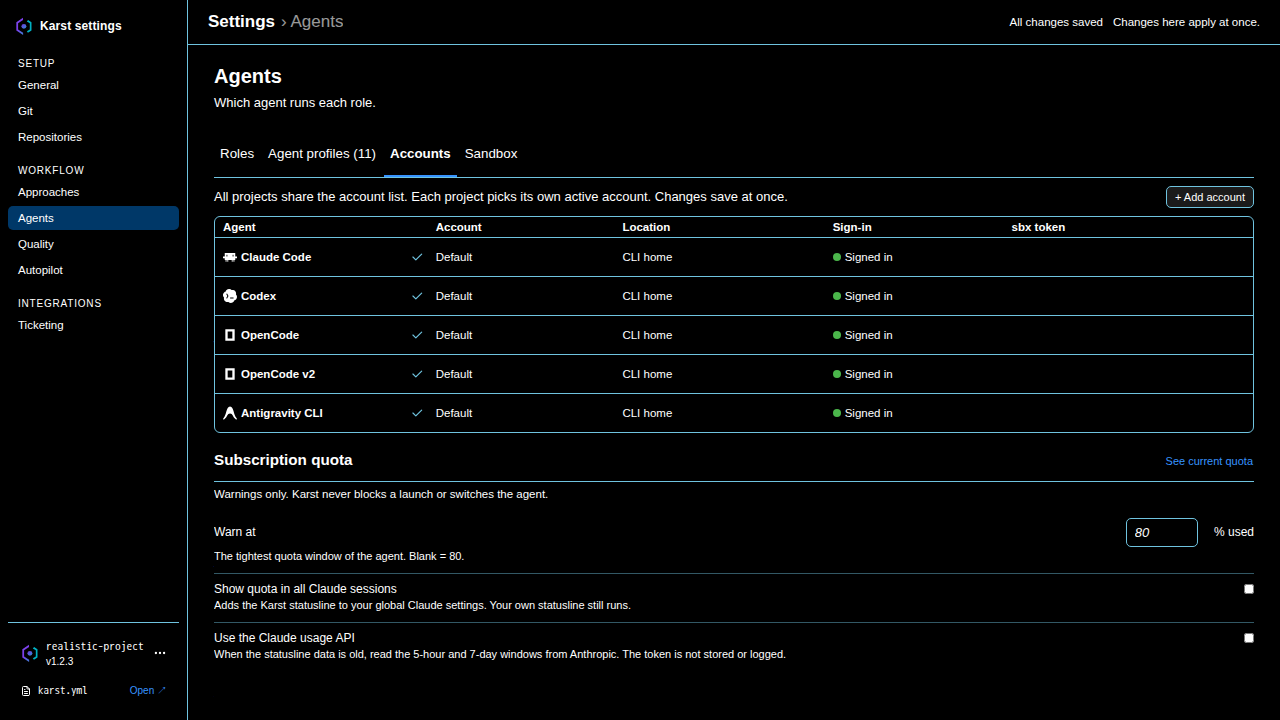 Karst settings
SETUP
General
Git
Repositories
WORKFLOW
Approaches
Agents
Quality
Autopilot
INTEGRATIONS
Ticketing
realistic-project
v1.2.3
karst.yml
Open ↗
Settings › Agents
All changes saved Changes here apply at once.
Agents
Which agent runs each role.
Roles Agent profiles (11) Accounts Sandbox
All projects share the account list. Each project picks its own active account. Changes save at once.
+ Add account
Agent Account Location Sign-in sbx token
Claude Code Default CLI home Signed in
Codex Default CLI home Signed in
OpenCode Default CLI home Signed in
OpenCode v2 Default CLI home Signed in
Antigravity CLI Default CLI home Signed in
Subscription quota
See current quota
Warnings only. Karst never blocks a launch or switches the agent.
Warn at 80 % used
The tightest quota window of the agent. Blank = 80.
Show quota in all Claude sessions
Adds the Karst statusline to your global Claude settings. Your own statusline still runs.
Use the Claude usage API
When the statusline data is old, read the 5-hour and 7-day windows from Anthropic. The token is not stored or logged.